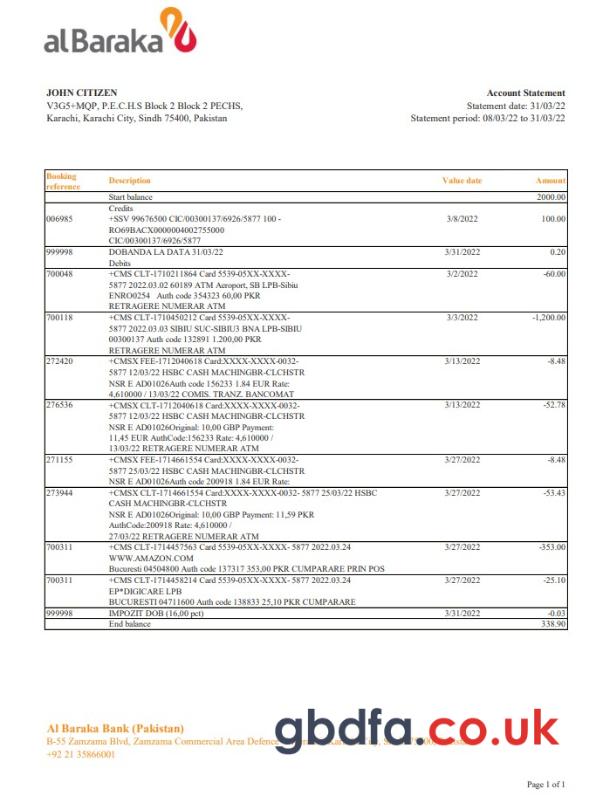 alBaraka
JOHN CITIZEN
V3G5+MQP, P.E.C.H.S Block 2 Block 2 PECHS,
Karachi, Karachi City, Sindh 75400, Pakistan
Account Statement
Statement date: 31/03/22
Statement period: 08/03/22 to 31/03/22
Booking reference Description Value date Amount
Start balance 2000.00
Credits
006985 +SSV 99676500 CIC/00300137/6926/5877 100 - 3/8/2022 100.00
RO69BACX0000004002755000
CIC/00300137/6926/5877
999998 DOBANDA LA DATA 31/03/22 3/31/2022 0.20
Debits
700048 +CMS CLT-1710211864 Card 5539-05XX-XXXX- 3/2/2022 -60.00
5877 2022.03.02 60189 ATM Aeroport, SB LPB-Sibiu
ENRO0254 Auth code 354323 60,00 PKR
RETRAGERE NUMERAR ATM
700118 +CMS CLT-1710450212 Card 5539-05XX-XXXX- 3/3/2022 -1,200.00
5877 2022.03.03 SIBIU SUC-SIBIU3 BNA LPB-SIBIU
00300137 Auth code 132891 1.200,00 PKR
RETRAGERE NUMERAR ATM
272420 +CMSX FEE-1712040618 Card:XXXX-XXXX-0032- 3/13/2022 -8.48
5877 12/03/22 HSBC CASH MACHINGBR-CLCHSTR
NSR E AD01026Auth code 156233 1.84 EUR Rate:
4,610000 / 13/03/22 COMIS. TRANZ. BANCOMAT
276536 +CMSX CLT-1712040618 Card:XXXX-XXXX-0032- 3/13/2022 -52.78
5877 12/03/22 HSBC CASH MACHINGBR-CLCHSTR
NSR E AD01026Original: 10,00 GBP Payment:
11,45 EUR AuthCode:156233 Rate: 4,610000 /
13/03/22 RETRAGERE NUMERAR ATM
271155 +CMSX FEE-1714661554 Card:XXXX-XXXX-0032- 3/27/2022 -8.48
5877 25/03/22 HSBC CASH MACHINGBR-CLCHSTR
NSR E AD01026Auth code 200918 1.84 EUR Rate:
273944 +CMSX CLT-1714661554 Card:XXXX-XXXX-0032- 5877 25/03/22 HSBC 3/27/2022 -53.43
CASH MACHINGBR-CLCHSTR
NSR E AD01026Original: 10,00 GBP Payment: 11,59 PKR
AuthCode:200918 Rate: 4,610000 /
27/03/22 RETRAGERE NUMERAR ATM
700311 +CMS CLT-1714457563 Card 5539-05XX-XXXX- 5877 2022.03.24 3/27/2022 -353.00
WWW.AMAZON.COM
Bucuresti 04504800 Auth code 137317 353,00 PKR CUMPARARE PRIN POS
700311 +CMS CLT-1714458214 Card 5539-05XX-XXXX- 5877 2022.03.24 3/27/2022 -25.10
EP*DIGICARE LPB
BUCURESTI 04711600 Auth code 138833 25,10 PKR CUMPARARE
999998 IMPOZIT DOB (16,00 pct) 3/31/2022 -0.03
End balance 338.90
Al Baraka Bank (Pakistan)
B-55 Zamzama Blvd, Zamzama Commercial Area Defence
+92 21 35866001
gbdfa.co.uk
Page 1 of 1